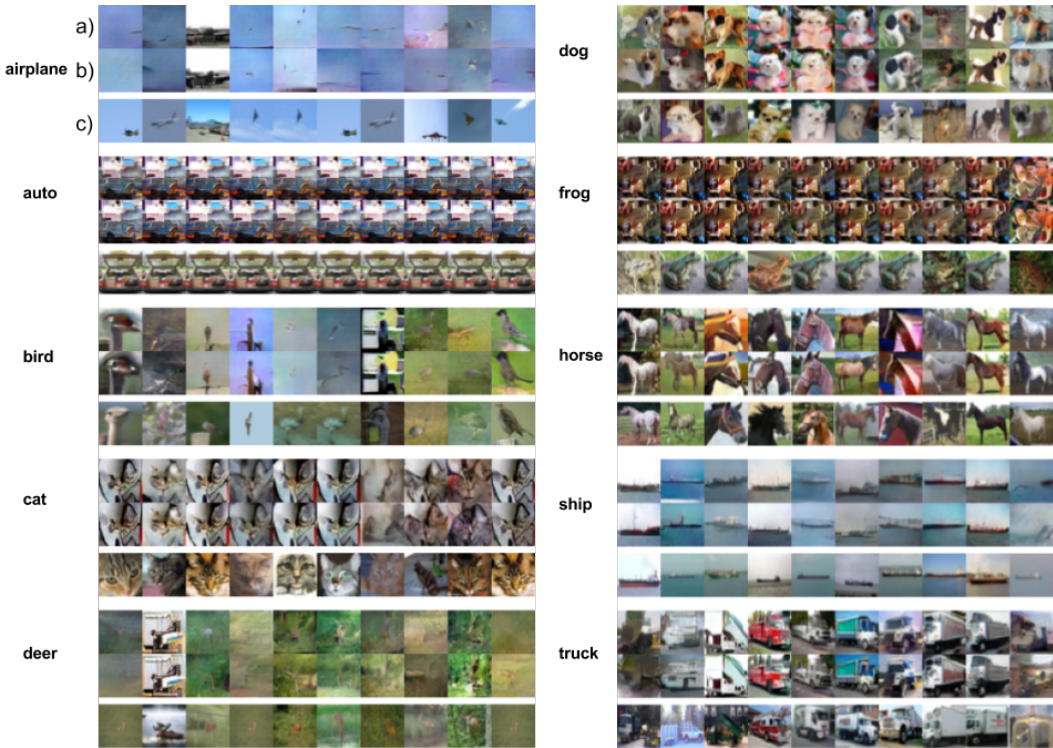 a)
airplane b)
c)
auto
bird
cat
deer
dog
frog
horse
ship
truck